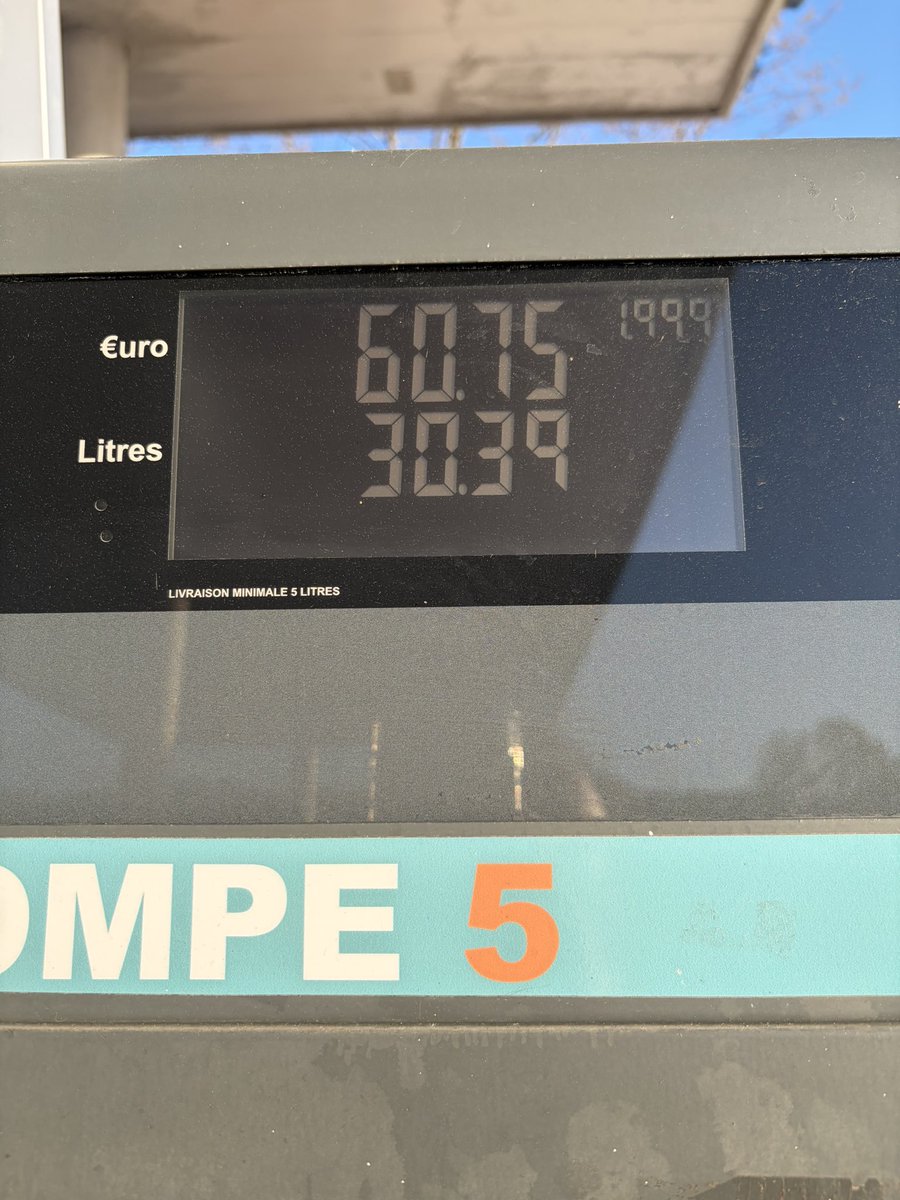 €uro 60.75 1.999
Litres 30.39
LIVRAISON MINIMALE 5 LITRES
OMPE 5